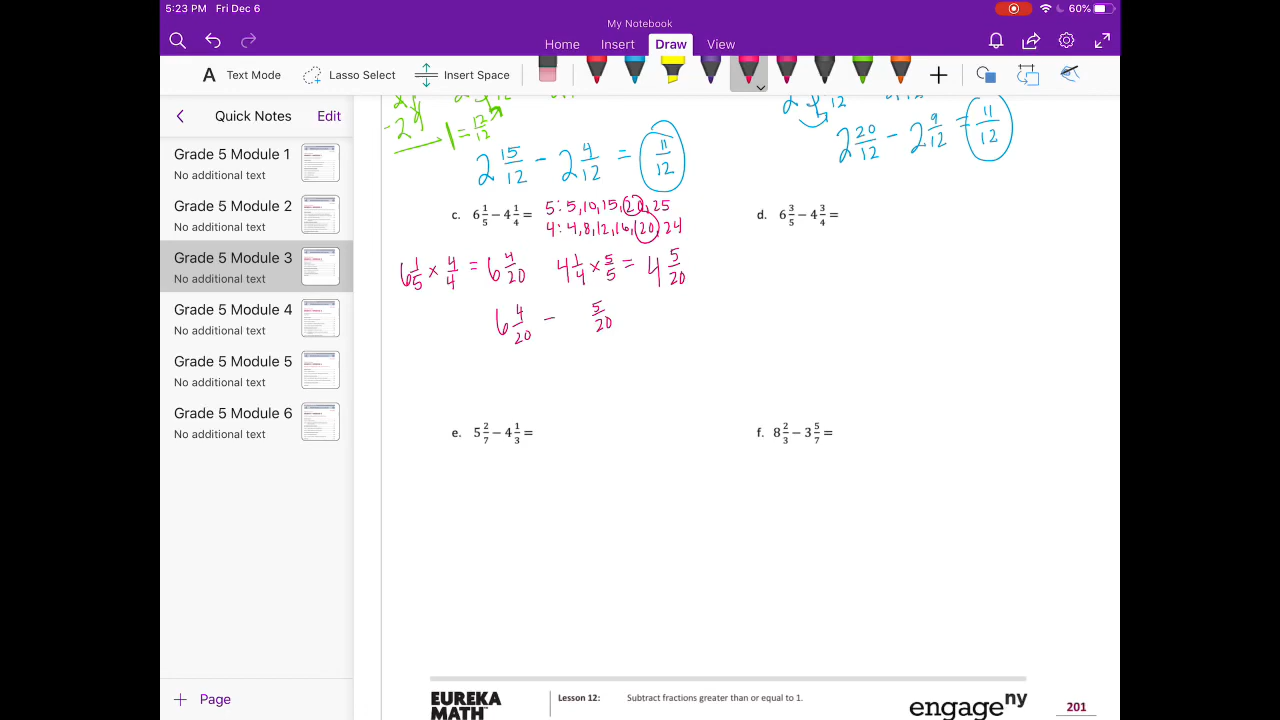 5:23 PM Fri Dec 6
60%
My Notebook
Home Insert Draw View
A Text Mode Lasso Select Insert Space
Quick Notes Edit
Grade 5 Module 1
No additional text
Grade 5 Module 2
No additional text
Grade 5 Module 3
No additional text
Grade 5 Module 4
No additional text
Grade 5 Module 5
No additional text
Grade 5 Module 6
No additional text
+ Page
-2 1 = 12/12
2 15/12 - 2 4/12 = 11/12
2 20/12 - 2 9/12 = 11/12
c. 6 1/5 - 4 1/4 = 5: 5, 10, 15, 20, 25
4: 4, 8, 12, 16, 20, 24
6 1/5 × 4/4 = 6 4/20 4 1/4 × 5/5 = 4 5/20
6 4/20 - 5/20
d. 6 3/5 - 4 3/4 =
e. 5 2/7 - 4 1/3 =
f. 8 2/3 - 3 5/7 =
EUREKA MATH
Lesson 12: Subtract fractions greater than or equal to 1.
engage ny
201